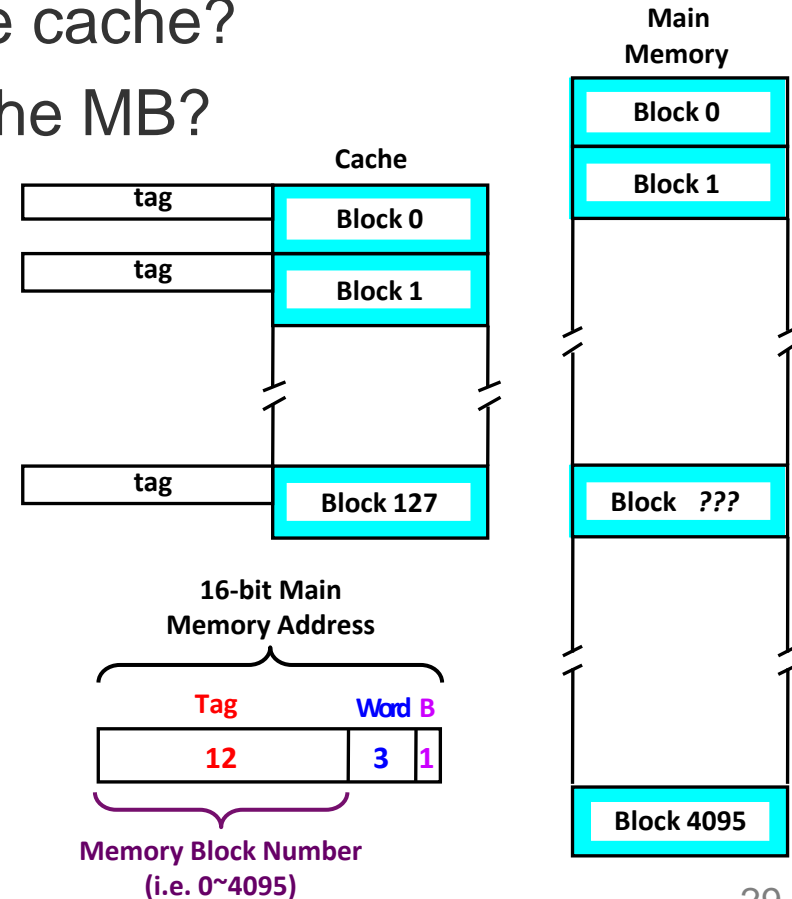 e cache?
he MB?
Main
Memory
Block 0
Block 1
Cache
tag
Block 0
tag
Block 1
tag
Block 127
Block ???
16-bit Main
Memory Address
Tag Word B
12 3 1
Memory Block Number
(i.e. 0~4095)
Block 4095